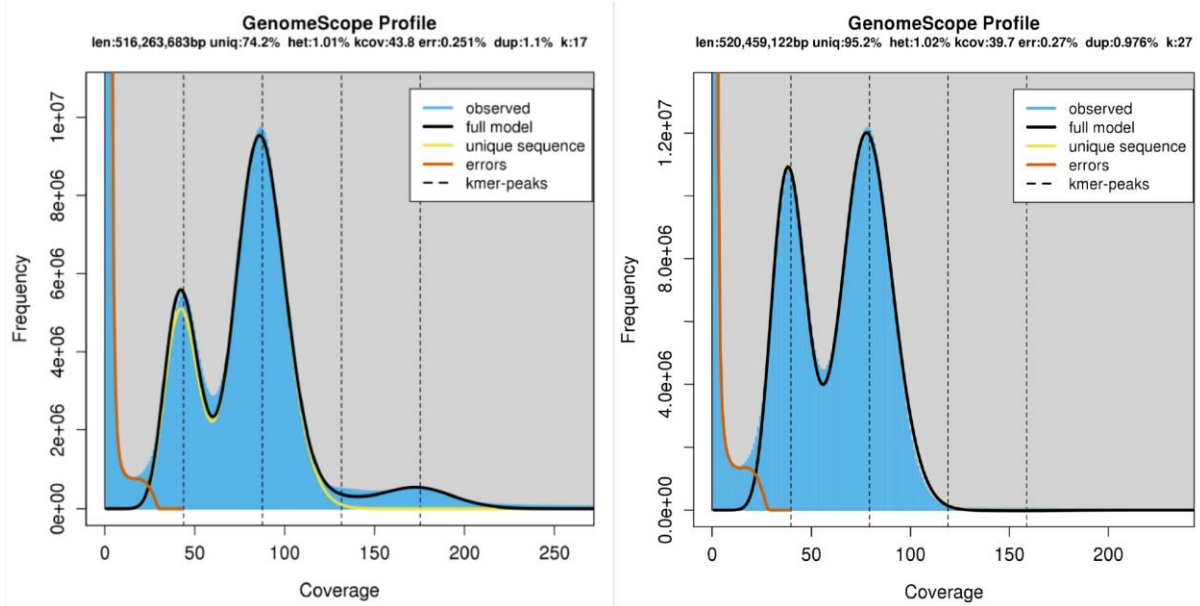 GenomeScope Profile
len:516,263,683bp uniq:74.2% het:1.01% kcov:43.8 err:0.251% dup:1.1% k:17
observed
full model
unique sequence
errors
kmer-peaks
Frequency
0e+00
2e+06
4e+06
6e+06
8e+06
1e+07
0
50
100
150
200
250
Coverage
GenomeScope Profile
len:520,459,122bp uniq:95.2% het:1.02% kcov:39.7 err:0.27% dup:0.976% k:27
observed
full model
unique sequence
errors
kmer-peaks
Frequency
0.0e+00
4.0e+06
8.0e+06
1.2e+07
0
50
100
150
200
Coverage